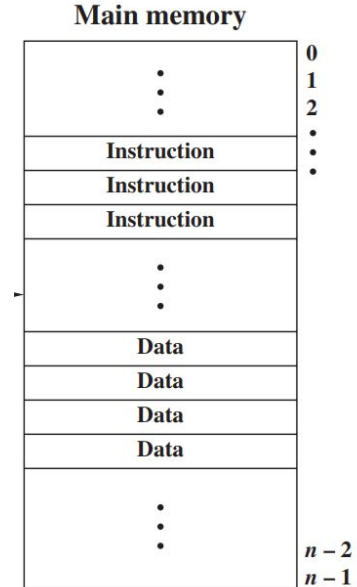 Main memory
0
1
2
Instruction
Instruction
Instruction
Data
Data
Data
Data
n – 2
n – 1